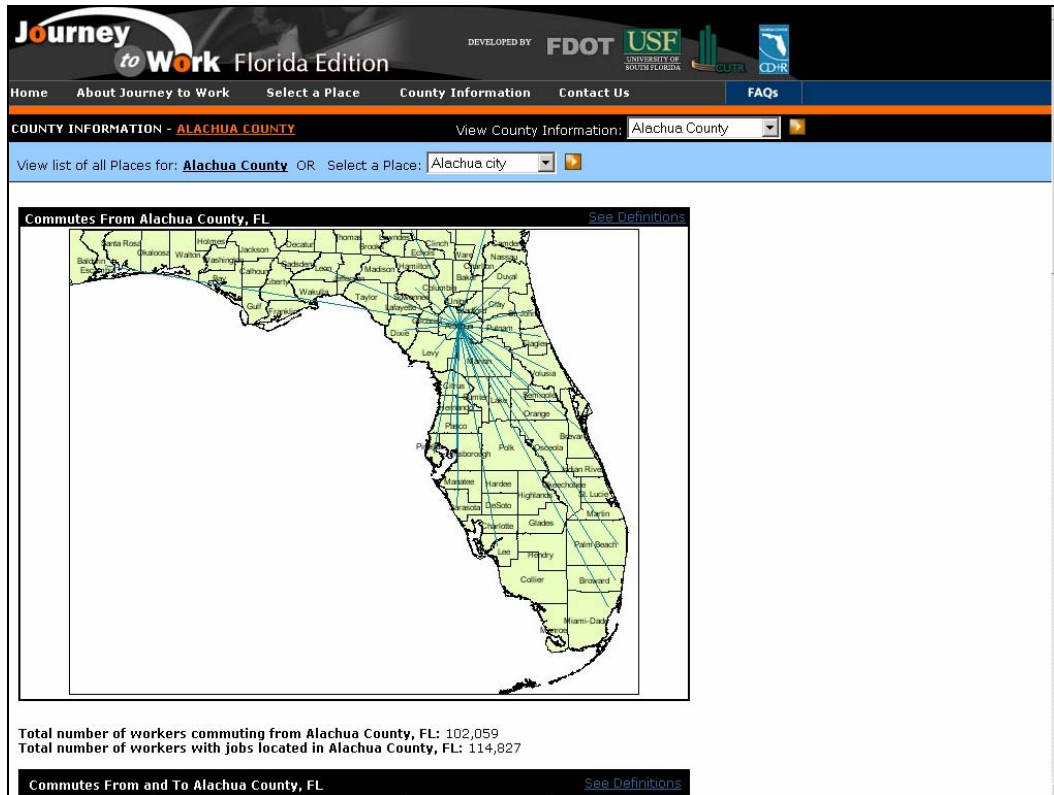 Journey
to Work Florida Edition
DEVELOPED BY FDOT USF
UNIVERSITY OF
SOUTH FLORIDA
CUTR
CD+R
Home About Journey to Work Select a Place County Information Contact Us FAQs
COUNTY INFORMATION - ALACHUA COUNTY View County Information: Alachua County
View list of all Places for: Alachua County OR Select a Place: Alachua city
Commutes From Alachua County, FL See Definitions
Santa Rosa
Okaloosa
Walton
Holmes
Washington
Jackson
Decatur
Thomas
Brooks
Lowndes
Echols
Clinch
Ware
Charlton
Camden
Nassau
Baldwin
Escambia
Bay
Calhoun
Gadsden
Liberty
Leon
Wakulla
Madison
Hamilton
Baker
Duval
Gulf
Franklin
Taylor
Suwannee
Columbia
Lafayette
Union
Clay
Dixie
Putnam
Flagler
Levy
Marion
Volusia
Citrus
Sumter
Lake
Seminole
Hernando
Orange
Pasco
Brevard
Polk
Osceola
Indian River
Manatee
Hardee
Okeechobee
Highlands
St. Lucie
Sarasota
DeSoto
Martin
Charlotte
Glades
Palm Beach
Lee
Hendry
Collier
Broward
Miami-Dade
Monroe
Total number of workers commuting from Alachua County, FL: 102,059
Total number of workers with jobs located in Alachua County, FL: 114,827
Commutes From and To Alachua County, FL See Definitions